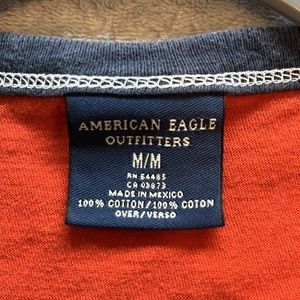 AMERICAN EAGLE
OUTFITTERS
M/M
RN 54485
CA 03873
MADE IN MEXICO
100% COTTON/100% COTON
OVER/VERSO